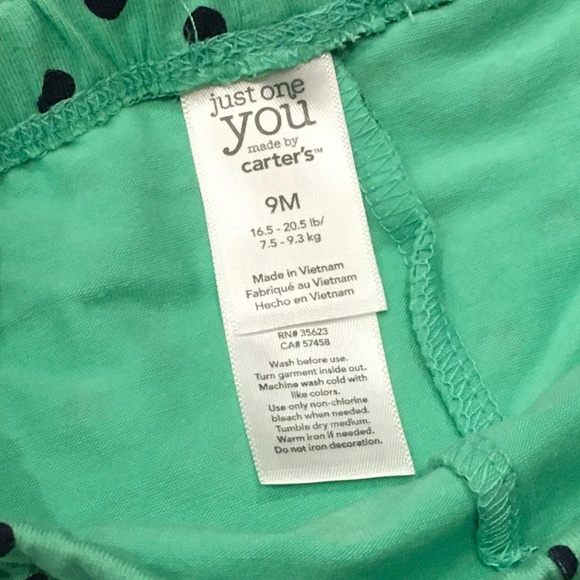 just one
you
made by
carter's™
9M
16.5 - 20.5 lb/
7.5 - 9.3 kg
Made in Vietnam
Fabriqué au Vietnam
Hecho en Vietnam
RN# 35623
CA# 57458
Wash before use.
Turn garment inside out.
Machine wash cold with
like colors.
Use only non-chlorine
bleach when needed.
Tumble dry medium.
Warm iron if needed.
Do not iron decoration.